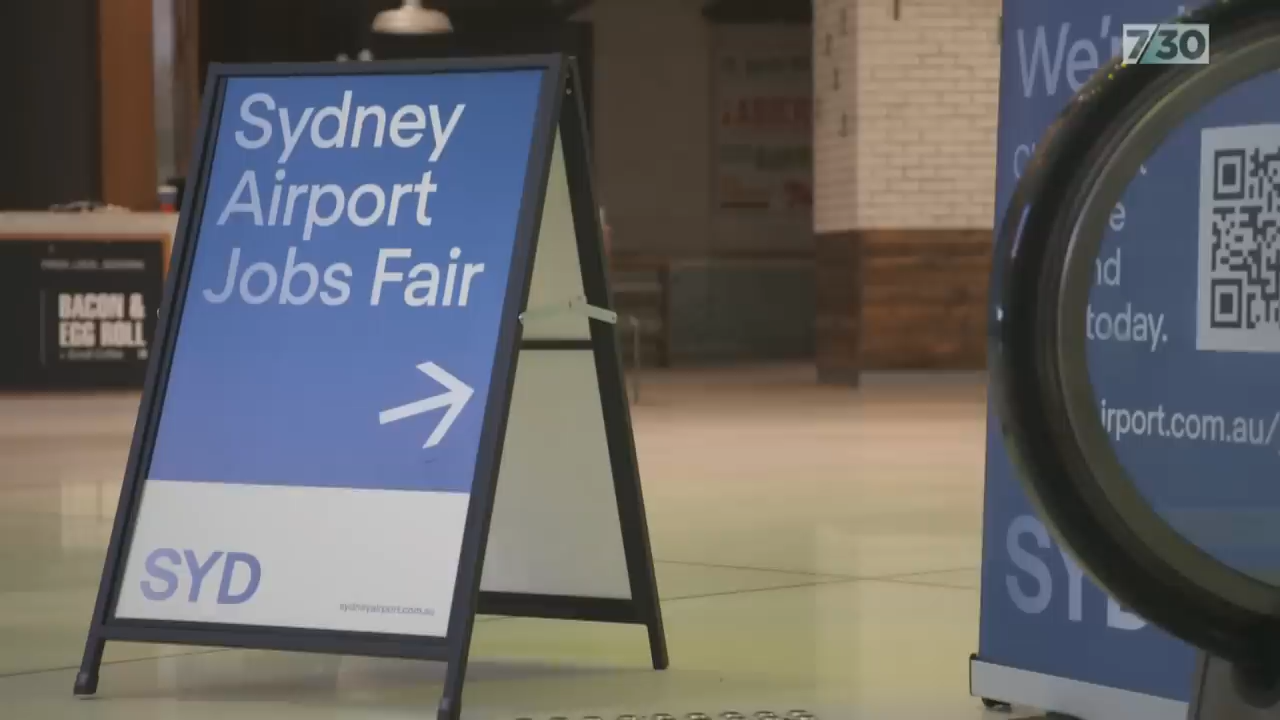 Sydney
Airport
Jobs Fair
SYD
sydneyairport.com.au
BACON &
EGG ROLL
7/30
We'r
e
nd
today.
irport.com.au/
SYD